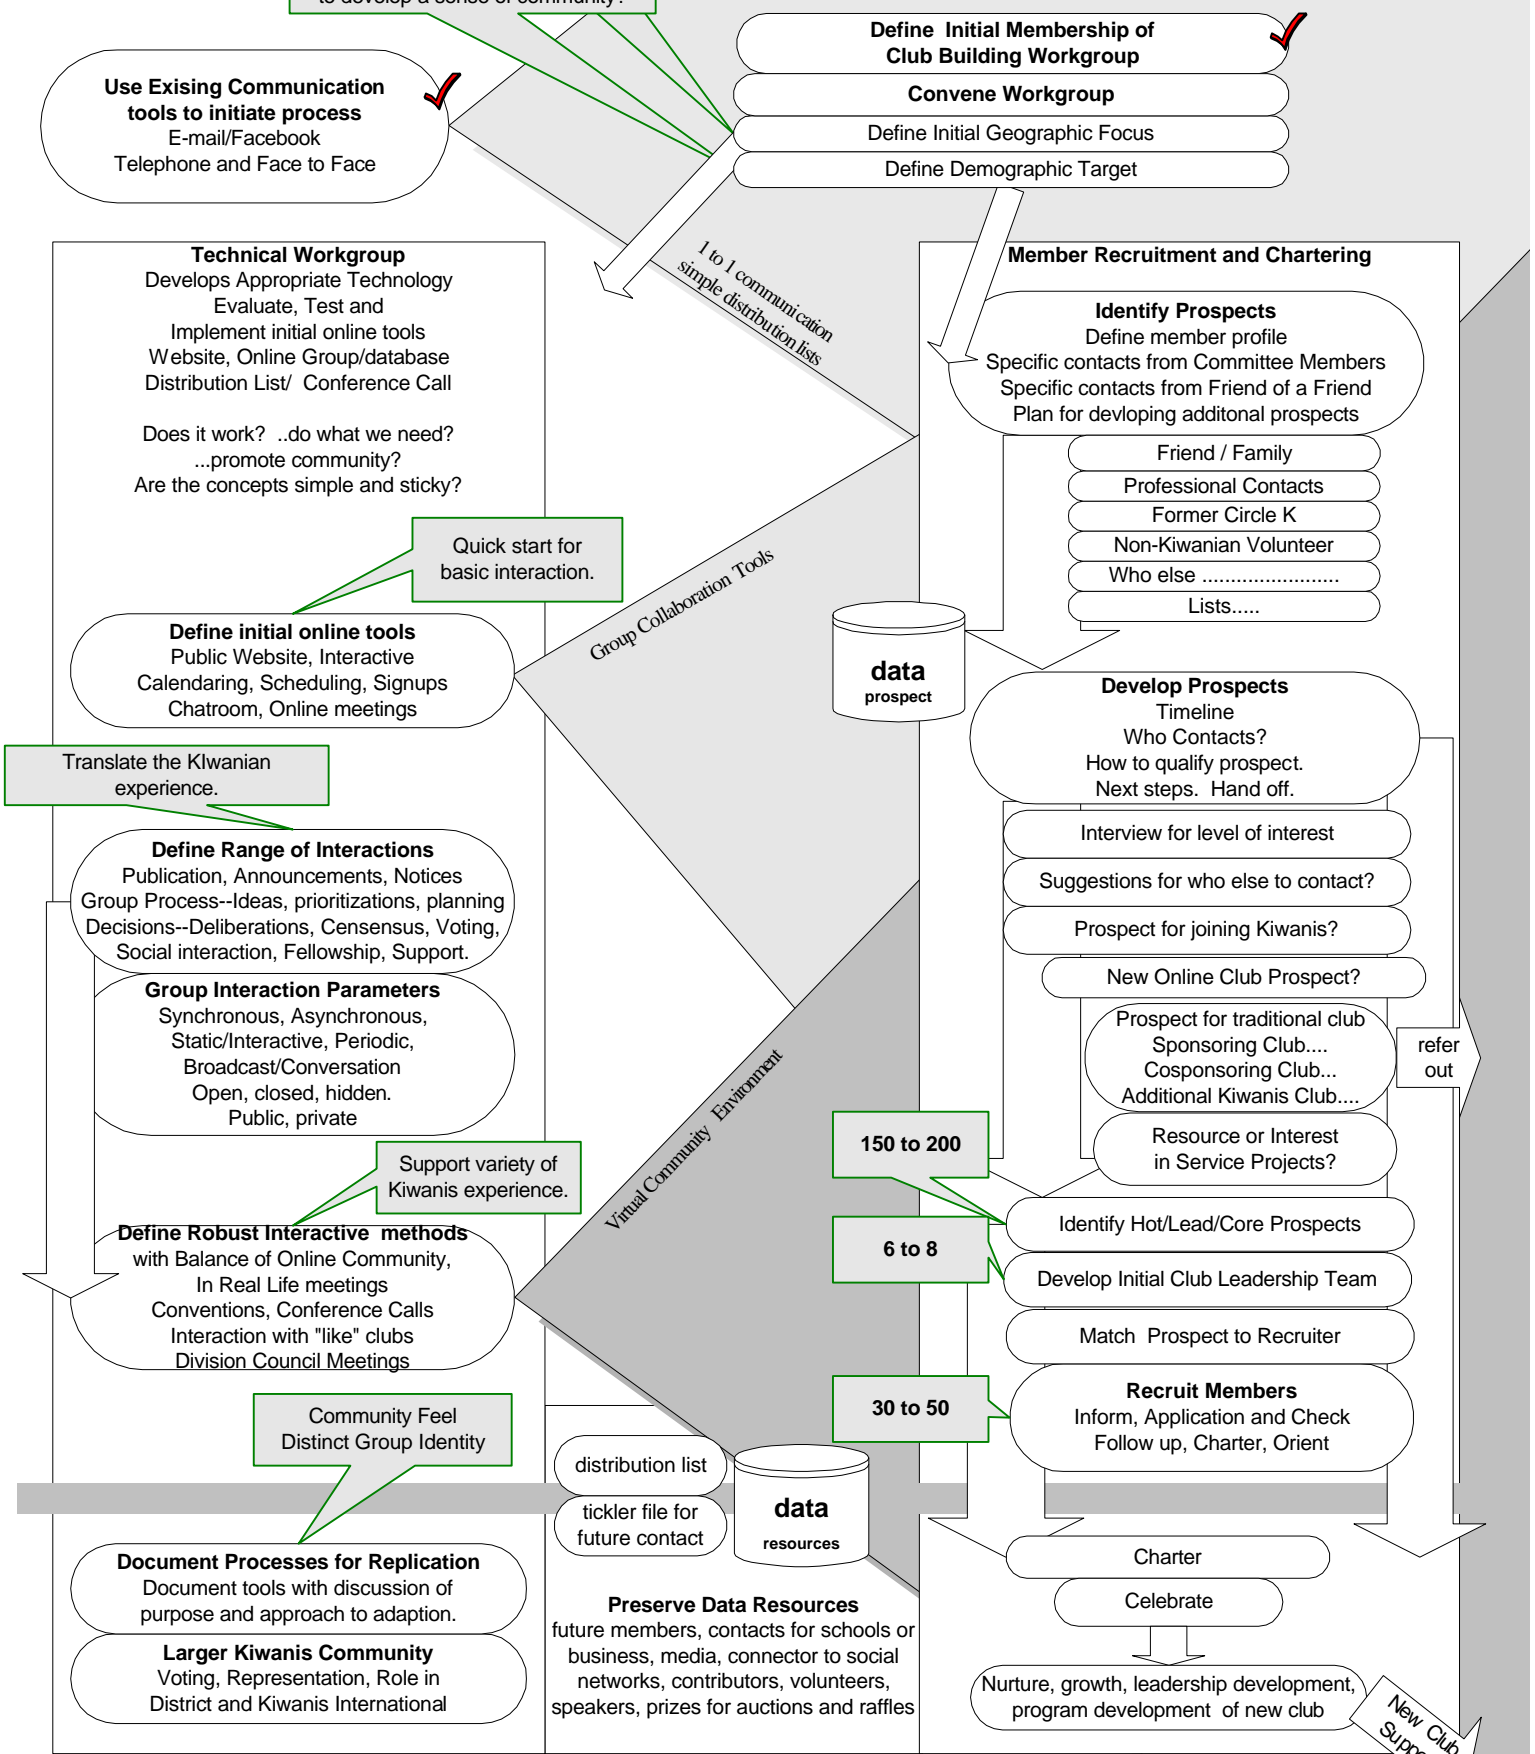 to develop a sense of community?
Define Initial Membership of
Club Building Workgroup
Convene Workgroup
Define Initial Geographic Focus
Define Demographic Target
Use Exising Communication
tools to initiate process
E-mail/Facebook
Telephone and Face to Face
1 to 1 communication
simple distribution lists
Technical Workgroup
Develops Appropriate Technology
Evaluate, Test and
Implement initial online tools
Website, Online Group/database
Distribution List/ Conference Call
Does it work? ..do what we need?
...promote community?
Are the concepts simple and sticky?
Quick start for
basic interaction.
Define initial online tools
Public Website, Interactive
Calendaring, Scheduling, Signups
Chatroom, Online meetings
Group Collaboration Tools
Translate the KIwanian
experience.
Define Range of Interactions
Publication, Announcements, Notices
Group Process--Ideas, prioritizations, planning
Decisions--Deliberations, Censensus, Voting,
Social interaction, Fellowship, Support.
Group Interaction Parameters
Synchronous, Asynchronous,
Static/Interactive, Periodic,
Broadcast/Conversation
Open, closed, hidden.
Public, private
Support variety of
Kiwanis experience.
Define Robust Interactive methods
with Balance of Online Community,
In Real Life meetings
Conventions, Conference Calls
Interaction with "like" clubs
Division Council Meetings
Virtual Community Environment
Community Feel
Distinct Group Identity
Document Processes for Replication
Document tools with discussion of
purpose and approach to adaption.
Larger Kiwanis Community
Voting, Representation, Role in
District and Kiwanis International
distribution list
tickler file for
future contact
data
resources
Preserve Data Resources
future members, contacts for schools or
business, media, connector to social
networks, contributors, volunteers,
speakers, prizes for auctions and raffles
Member Recruitment and Chartering
Identify Prospects
Define member profile
Specific contacts from Committee Members
Specific contacts from Friend of a Friend
Plan for devloping additonal prospects
Friend / Family
Professional Contacts
Former Circle K
Non-Kiwanian Volunteer
Who else .......................
Lists.....
data
prospect
Develop Prospects
Timeline
Who Contacts?
How to qualify prospect.
Next steps. Hand off.
Interview for level of interest
Suggestions for who else to contact?
Prospect for joining Kiwanis?
New Online Club Prospect?
Prospect for traditional club
Sponsoring Club....
Cosponsoring Club...
Additional Kiwanis Club....
refer
out
Resource or Interest
in Service Projects?
150 to 200
Identify Hot/Lead/Core Prospects
6 to 8
Develop Initial Club Leadership Team
Match Prospect to Recruiter
30 to 50
Recruit Members
Inform, Application and Check
Follow up, Charter, Orient
Charter
Celebrate
Nurture, growth, leadership development,
program development of new club
New Club